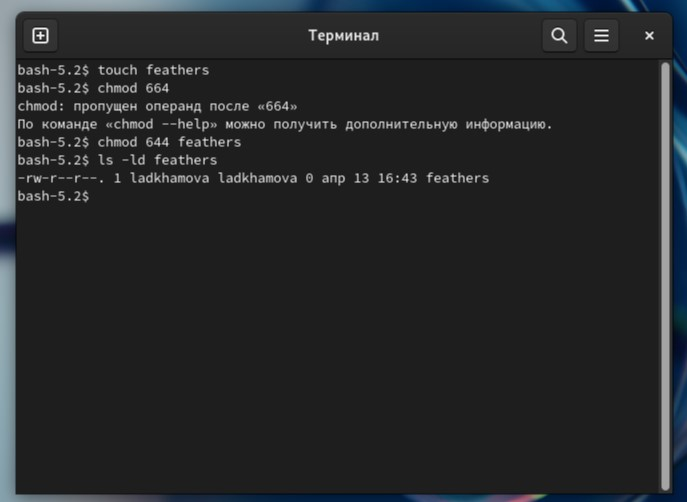 Терминал
bash-5.2$ touch feathers
bash-5.2$ chmod 664
chmod: пропущен операнд после «664»
По команде «chmod --help» можно получить дополнительную информацию.
bash-5.2$ chmod 644 feathers
bash-5.2$ ls -ld feathers
-rw-r--r--. 1 ladkhamova ladkhamova 0 апр 13 16:43 feathers
bash-5.2$